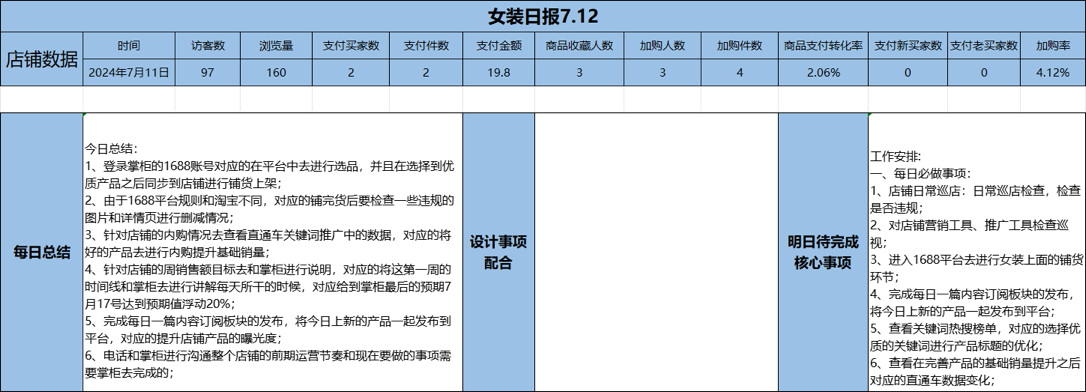 女装日报7.12
店铺数据
时间 访客数 浏览量 支付买家数 支付件数 支付金额 商品收藏人数 加购人数 加购件数 商品支付转化率 支付新买家数 支付老买家数 加购率
2024年7月11日 97 160 2 2 19.8 3 3 4 2.06% 0 0 4.12%
每日总结
今日总结：
1、登录掌柜的1688账号对应的在平台中去进行选品，并且在选择到优
质产品之后同步到店铺进行铺货上架；
2、由于1688平台规则和淘宝不同，对应的铺完货后要检查一些违规的
图片和详情页进行删减情况；
3、针对店铺的内购情况去查看直通车关键词推广中的数据，对应的将
好的产品去进行内购提升基础销量；
4、针对店铺的周销售额目标去和掌柜进行说明，对应的将这第一周的
时间线和掌柜去进行讲解每天所干的时候，对应给到掌柜最后的预期7
月17号达到预期值浮动20%；
5、完成每日一篇内容订阅板块的发布，将今日上新的产品一起发布到
平台，对应的提升店铺产品的曝光度；
6、电话和掌柜进行沟通整个店铺的前期运营节奏和现在要做的事项需
要掌柜去完成的；
设计事项
配合
明日待完成
核心事项
工作安排：
一、每日必做事项：
1、店铺日常巡店：日常巡店检查，检查
是否违规；
2、对店铺营销工具、推广工具检查巡
视；
3、进入1688平台去进行女装上面的铺货
环节；
4、完成每日一篇内容订阅板块的发布，
将今日上新的产品一起发布到平台；
5、查看关键词热搜榜单，对应的选择优
质的关键词进行产品标题的优化；
6、查看在完善产品的基础销量提升之后
对应的直通车数据变化；